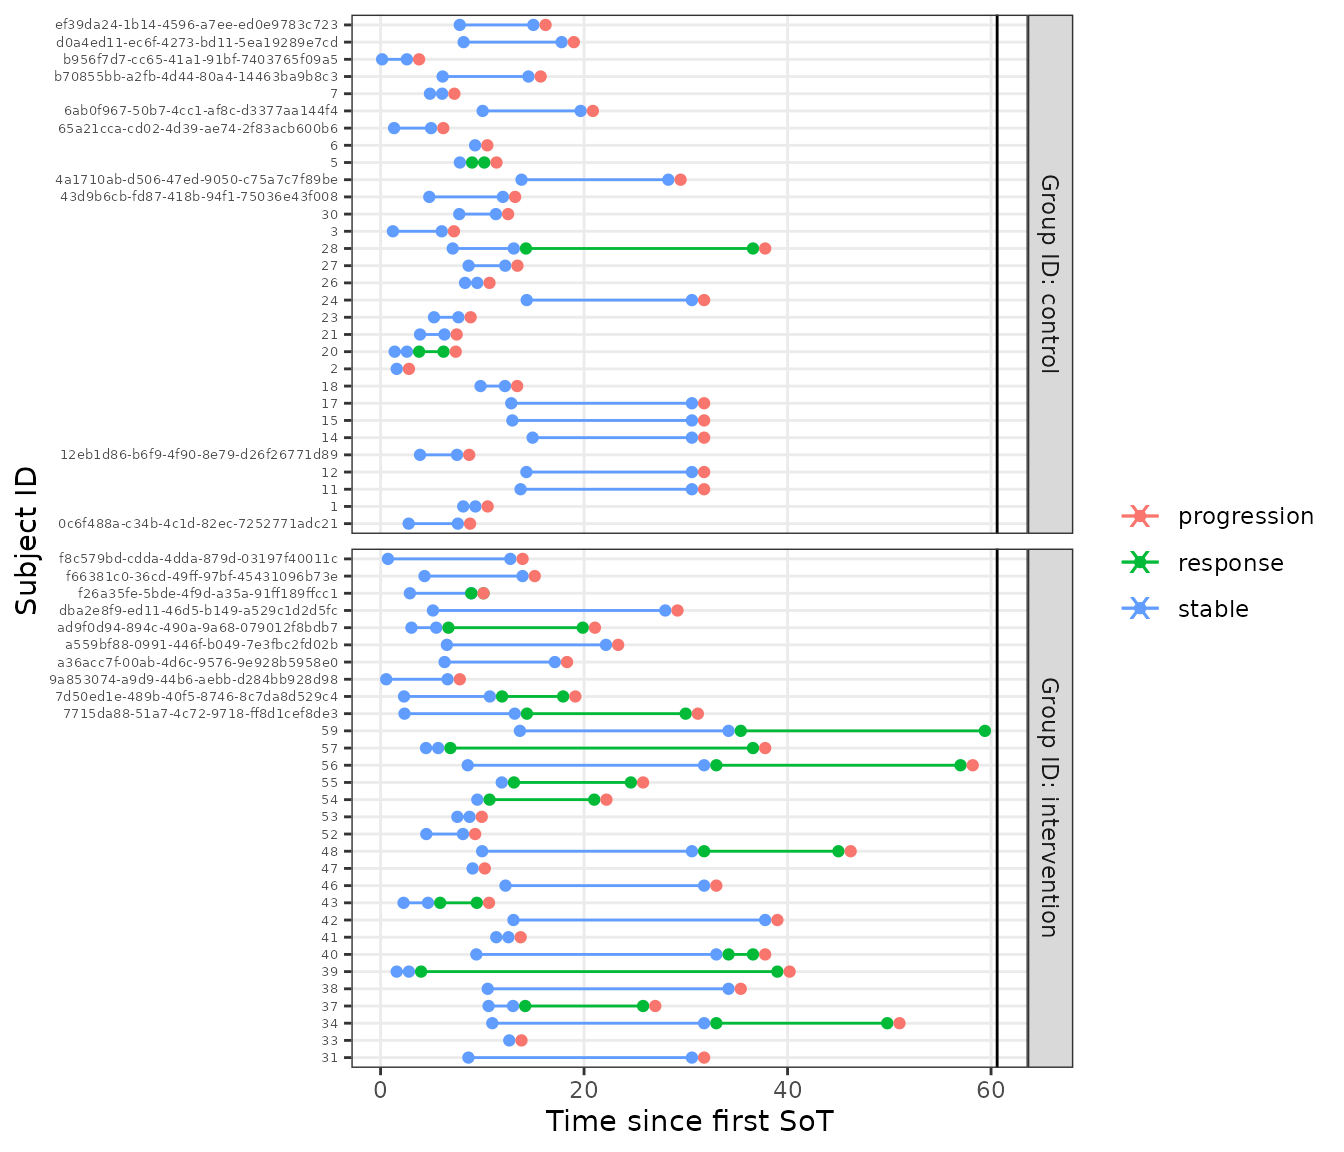 ef39da24-1b14-4596-a7ee-ed0e9783c723
d0a4ed11-ec6f-4273-bd11-5ea19289e7cd
b956f7d7-cc65-41a1-91bf-7403765f09a5
b70855bb-a2fb-4d44-80a4-14463ba9b8c3
7
6ab0f967-50b7-4cc1-af8c-d3377aa144f4
65a21cca-cd02-4d39-ae74-2f83acb600b6
6
5
4a1710ab-d506-47ed-9050-c75a7c7f89be
43d9b6cb-fd87-418b-94f1-75036e43f008
30
3
28
27
26
24
23
21
20
2
18
17
15
14
12eb1d86-b6f9-4f90-8e79-d26f26771d89
12
11
1
0c6f488a-c34b-4c1d-82ec-7252771adc21
Group ID: control
f8c579bd-cdda-4dda-879d-03197f40011c
f66381c0-36cd-49ff-97bf-45431096b73e
f26a35fe-5bde-4f9d-a35a-91ff189ffcc1
dba2e8f9-ed11-46d5-b149-a529c1d2d5fc
ad9f0d94-894c-490a-9a68-079012f8bdb7
a559bf88-0991-446f-b049-7e3fbc2fd02b
a36acc7f-00ab-4d6c-9576-9e928b5958e0
9a853074-a9d9-44b6-aebb-d284bb928d98
7d50ed1e-489b-40f5-8746-8c7da8d529c4
7715da88-51a7-4c72-9718-ff8d1cef8de3
59
57
56
55
54
53
52
48
47
46
43
42
41
40
39
38
37
34
33
31
Group ID: intervention
0 20 40 60
Time since first SoT
Subject ID
progression
response
stable